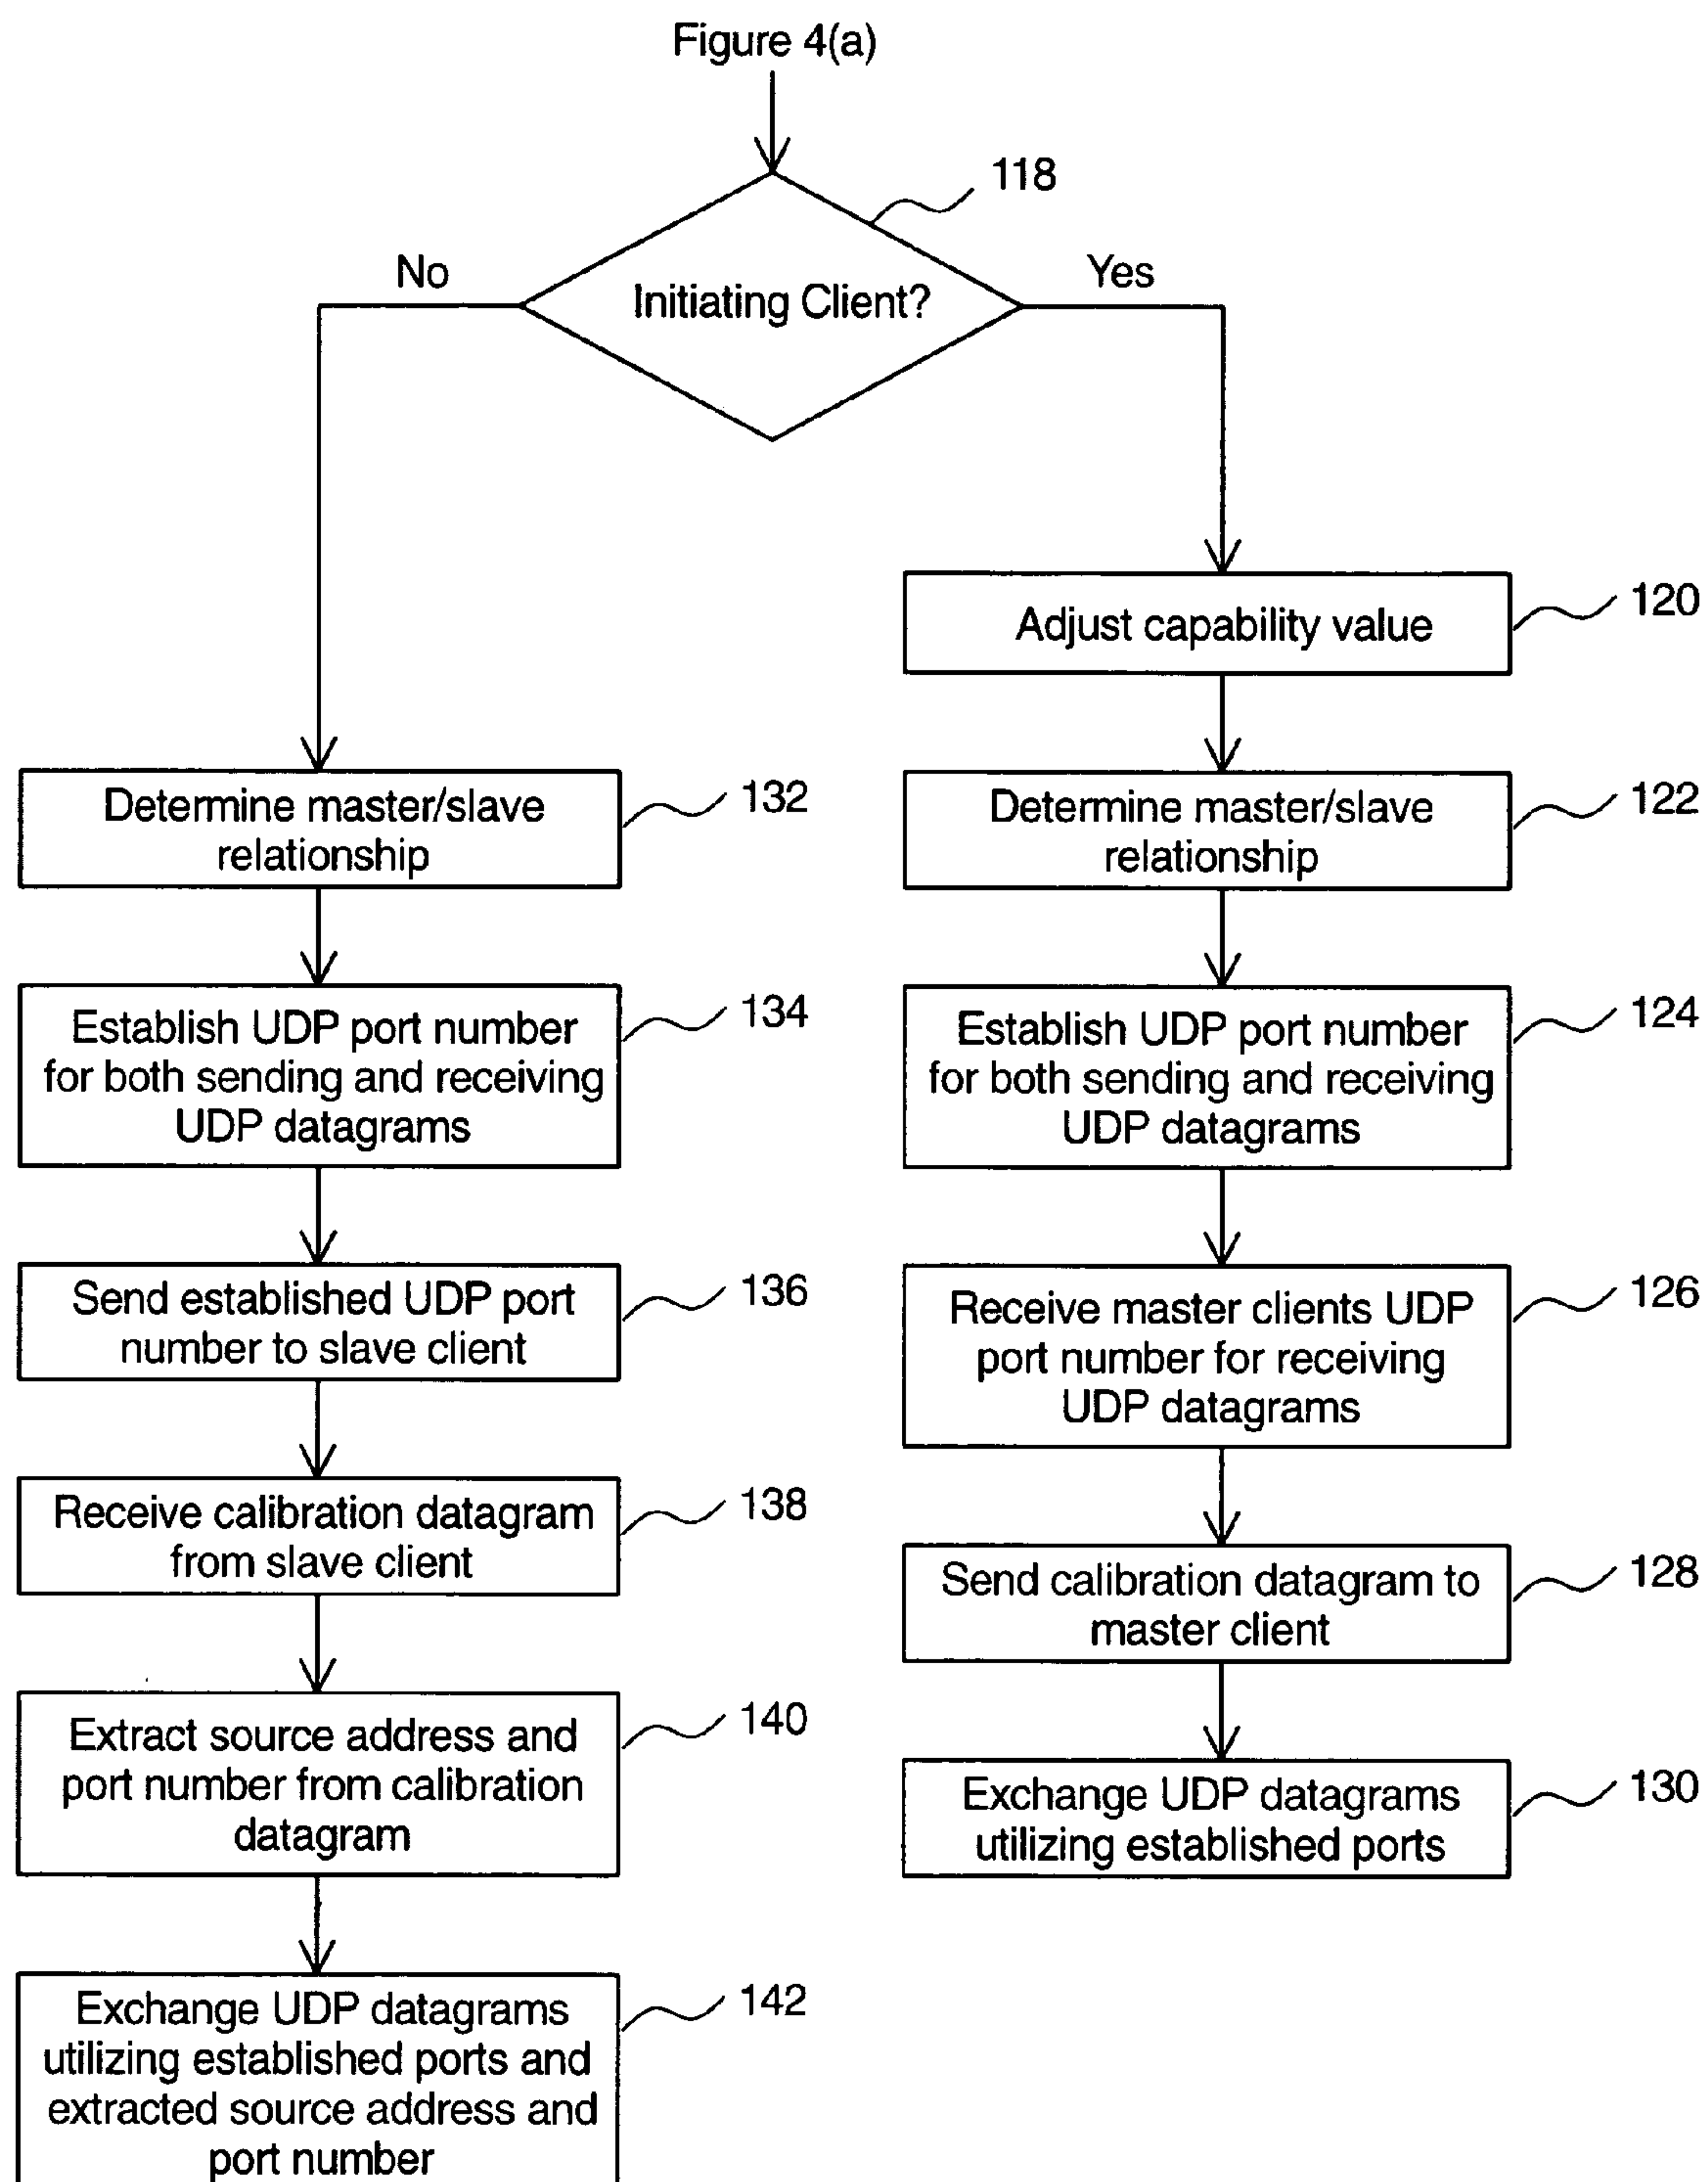 Figure 4(a)
118
No
Yes
Initiating Client?
120
Adjust capability value
132
Determine master/slave
relationship
122
Determine master/slave
relationship
134
Establish UDP port number
for both sending and receiving
UDP datagrams
124
Establish UDP port number
for both sending and receiving
UDP datagrams
136
Send established UDP port
number to slave client
126
Receive master clients UDP
port number for receiving
UDP datagrams
138
Receive calibration datagram
from slave client
128
Send calibration datagram to
master client
140
Extract source address and
port number from calibration
datagram
130
Exchange UDP datagrams
utilizing established ports
142
Exchange UDP datagrams
utilizing established ports and
extracted source address and
port number